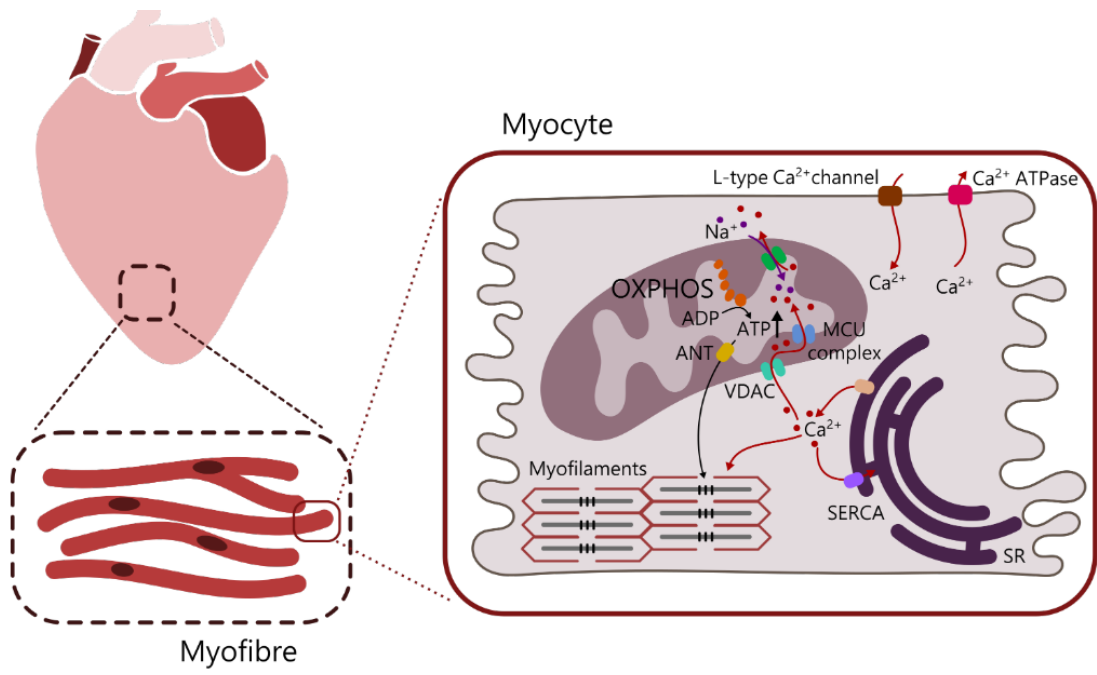 Myocyte
L-type Ca²⁺channel
Ca²⁺ ATPase
Na⁺
Ca²⁺
Ca²⁺
OXPHOS
ADP
ATP
MCU
complex
ANT
VDAC
Ca²⁺
Myofilaments
SERCA
SR
Myofibre